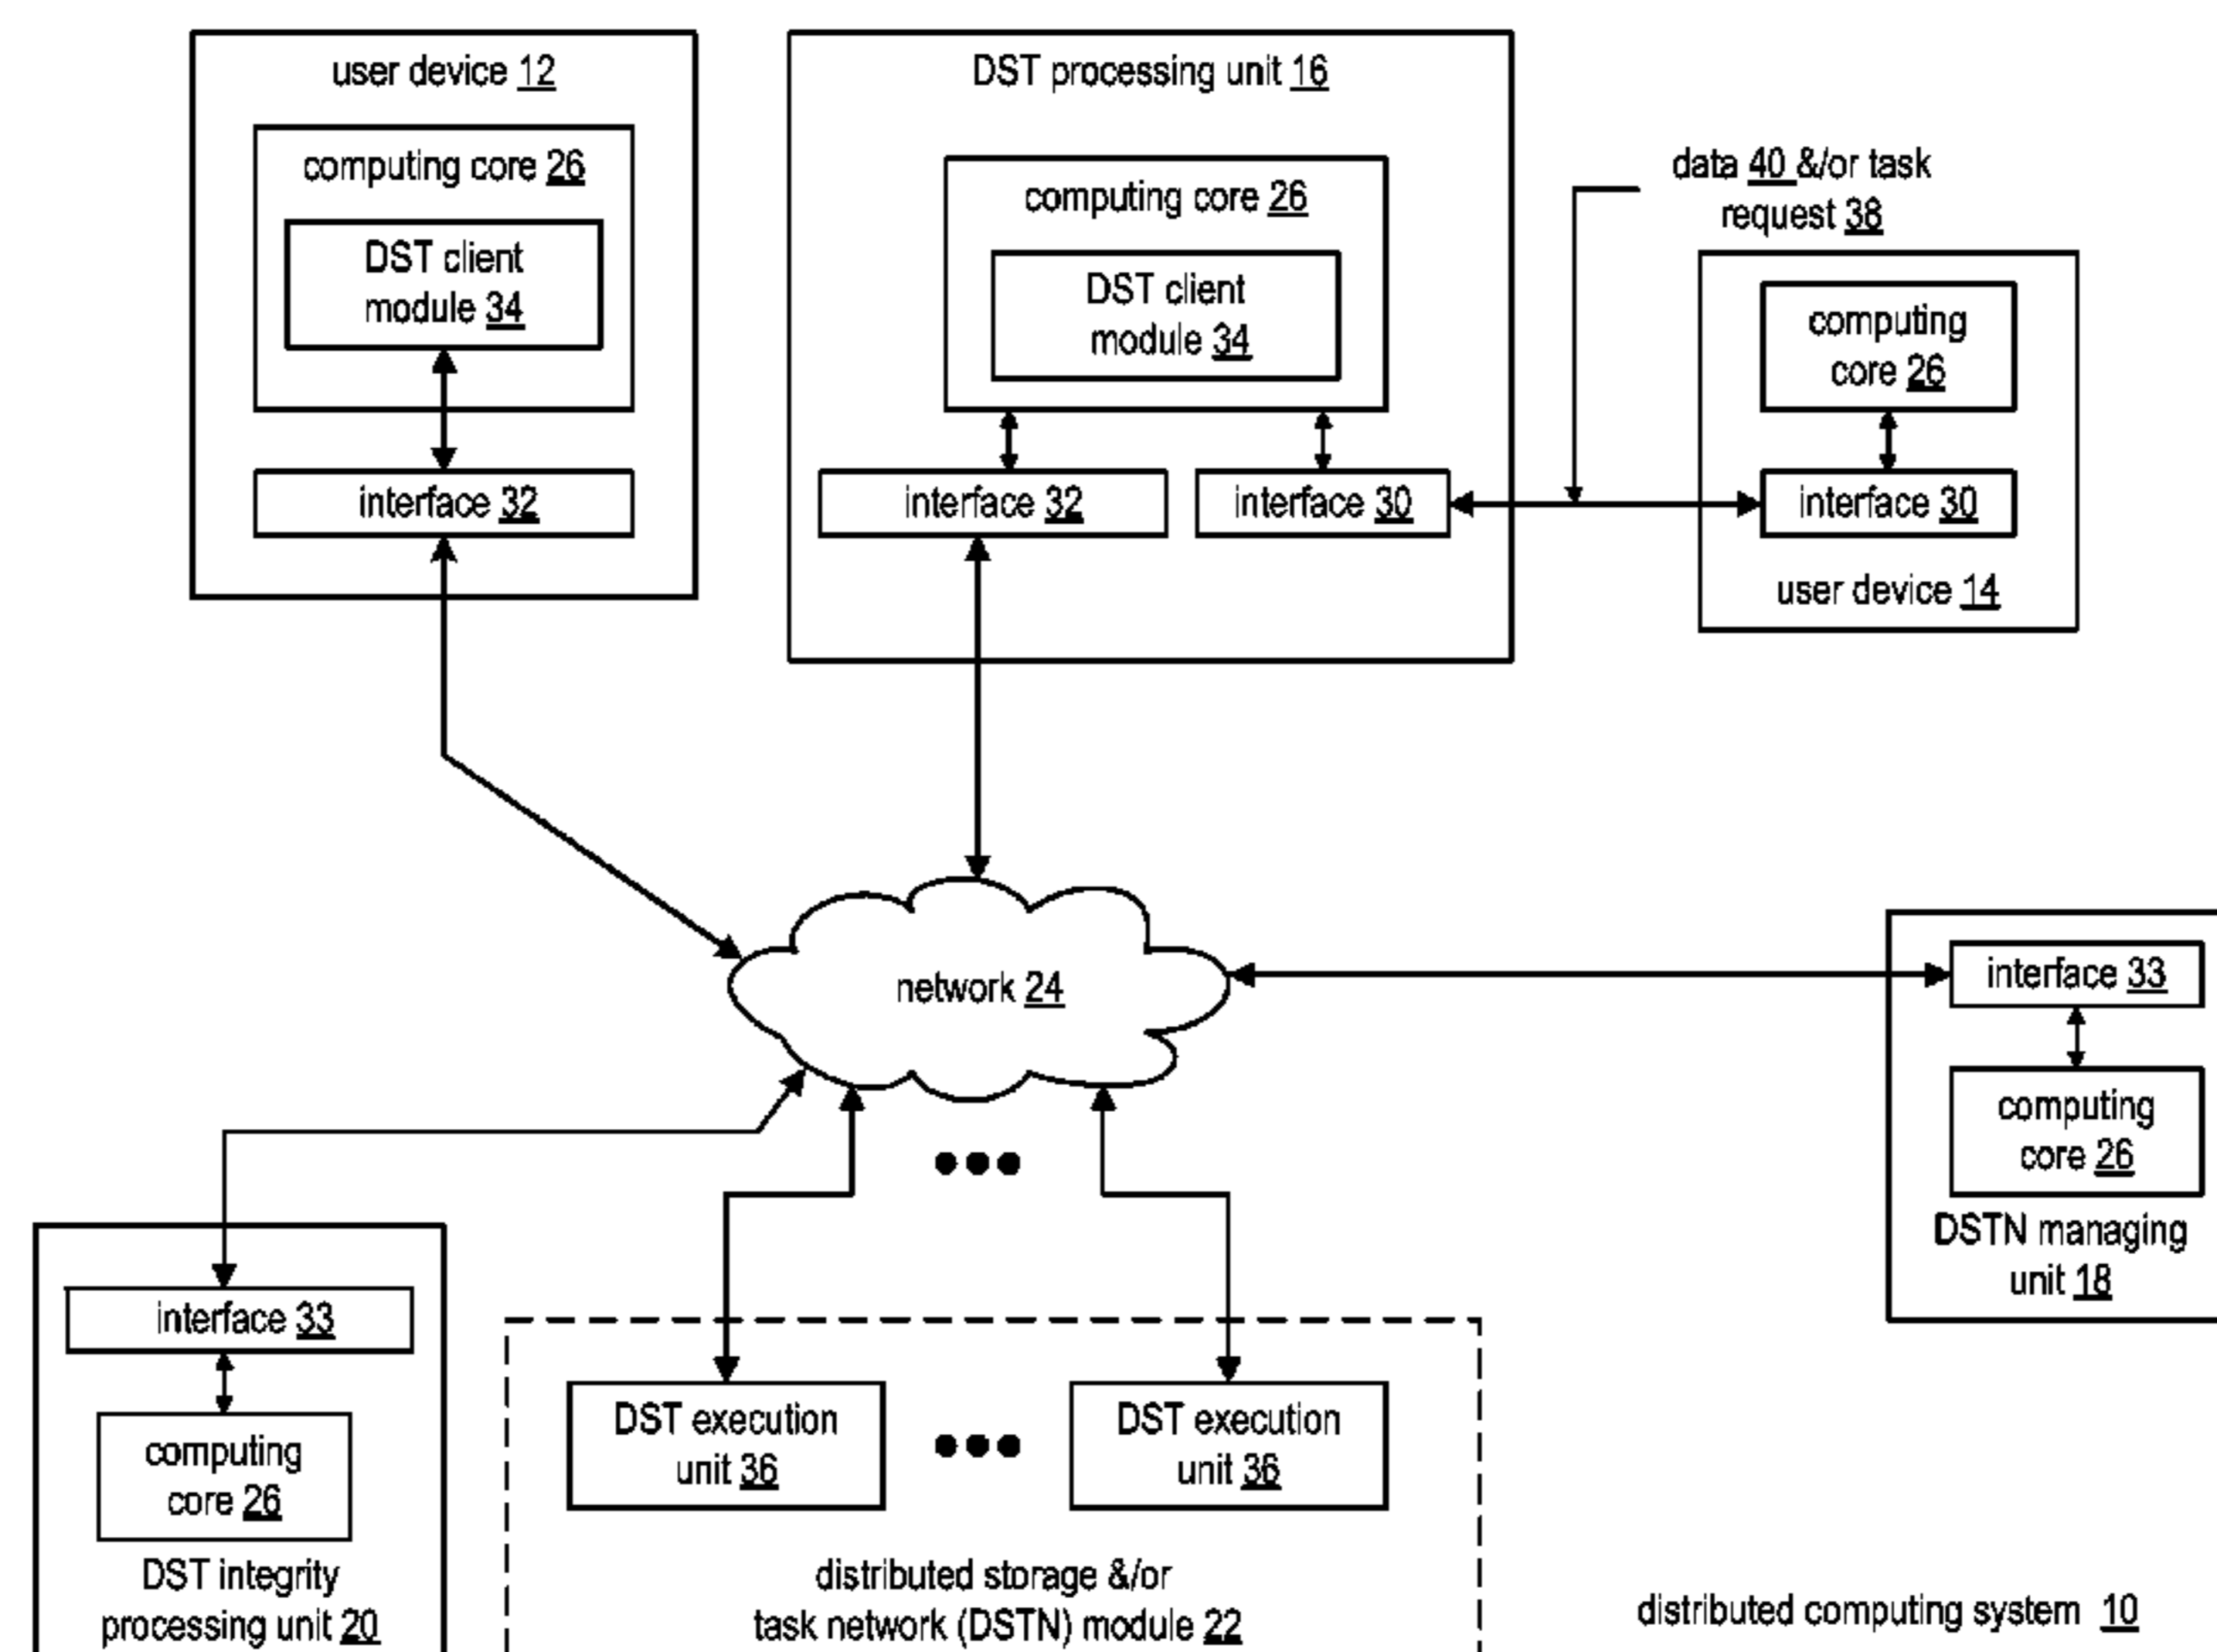 user device 12
computing core 26
DST client
module 34
interface 32
DST processing unit 16
computing core 26
DST client
module 34
interface 32
interface 30
data 40 &/or task
request 38
computing
core 26
interface 30
user device 14
network 24
interface 33
computing
core 26
DSTN managing
unit 18
interface 33
computing
core 26
DST integrity
processing unit 20
DST execution
unit 36
DST execution
unit 36
distributed storage &/or
task network (DSTN) module 22
distributed computing system 10